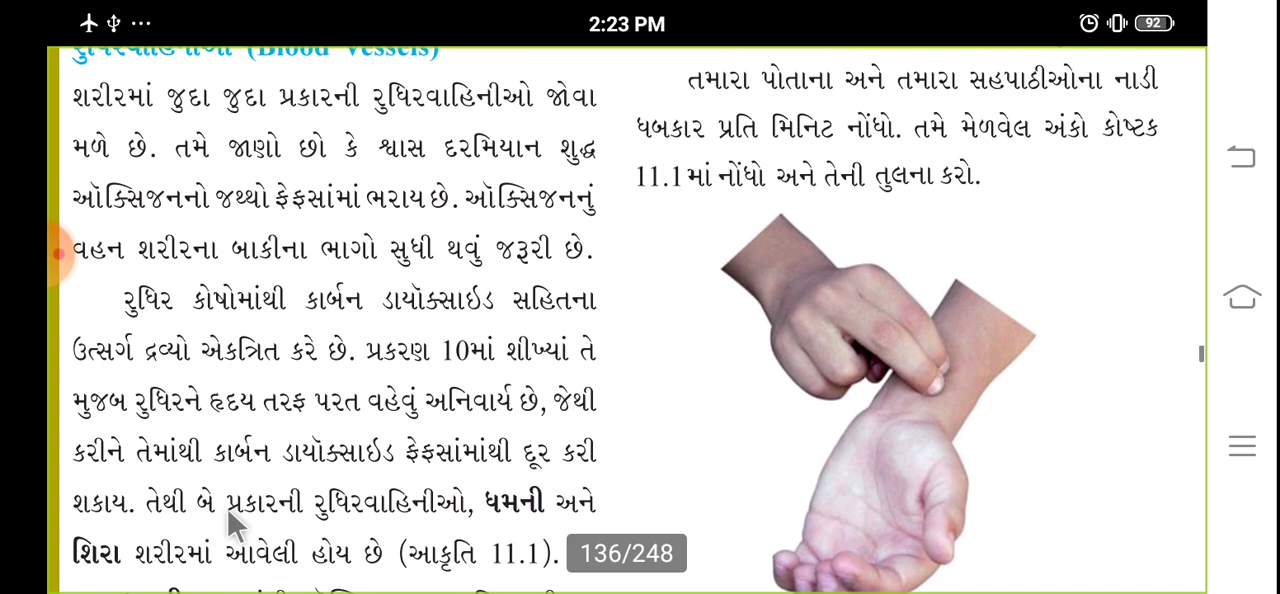 2:23 PM
92
રુધિરવાહિનીઓ (Blood Vessels)
શરીરમાં જુદા જુદા પ્રકારની રુધિરવાહિનીઓ જોવા
મળે છે. તમે જાણો છો કે શ્વાસ દરમિયાન શુદ્ધ
ઑક્સિજનનો જથ્થો ફેફસાંમાં ભરાય છે. ઑક્સિજનનું
વહન શરીરના બાકીના ભાગો સુધી થવું જરૂરી છે.
રુધિર કોષોમાંથી કાર્બન ડાયૉક્સાઇડ સહિતના
ઉત્સર્ગ દ્રવ્યો એકત્રિત કરે છે. પ્રકરણ 10માં શીખ્યાં તે
મુજબ રુધિરને હૃદય તરફ પરત વહેવું અનિવાર્ય છે, જેથી
કરીને તેમાંથી કાર્બન ડાયૉક્સાઇડ ફેફસાંમાંથી દૂર કરી
શકાય. તેથી બે પ્રકારની રુધિરવાહિનીઓ, ધમની અને
શિરા શરીરમાં આવેલી હોય છે (આકૃતિ 11.1).
તમારા પોતાના અને તમારા સહપાઠીઓના નાડી
ધબકાર પ્રતિ મિનિટ નોંધો. તમે મેળવેલ અંકો કોષ્ટક
11.1માં નોંધો અને તેની તુલના કરો.
136/248